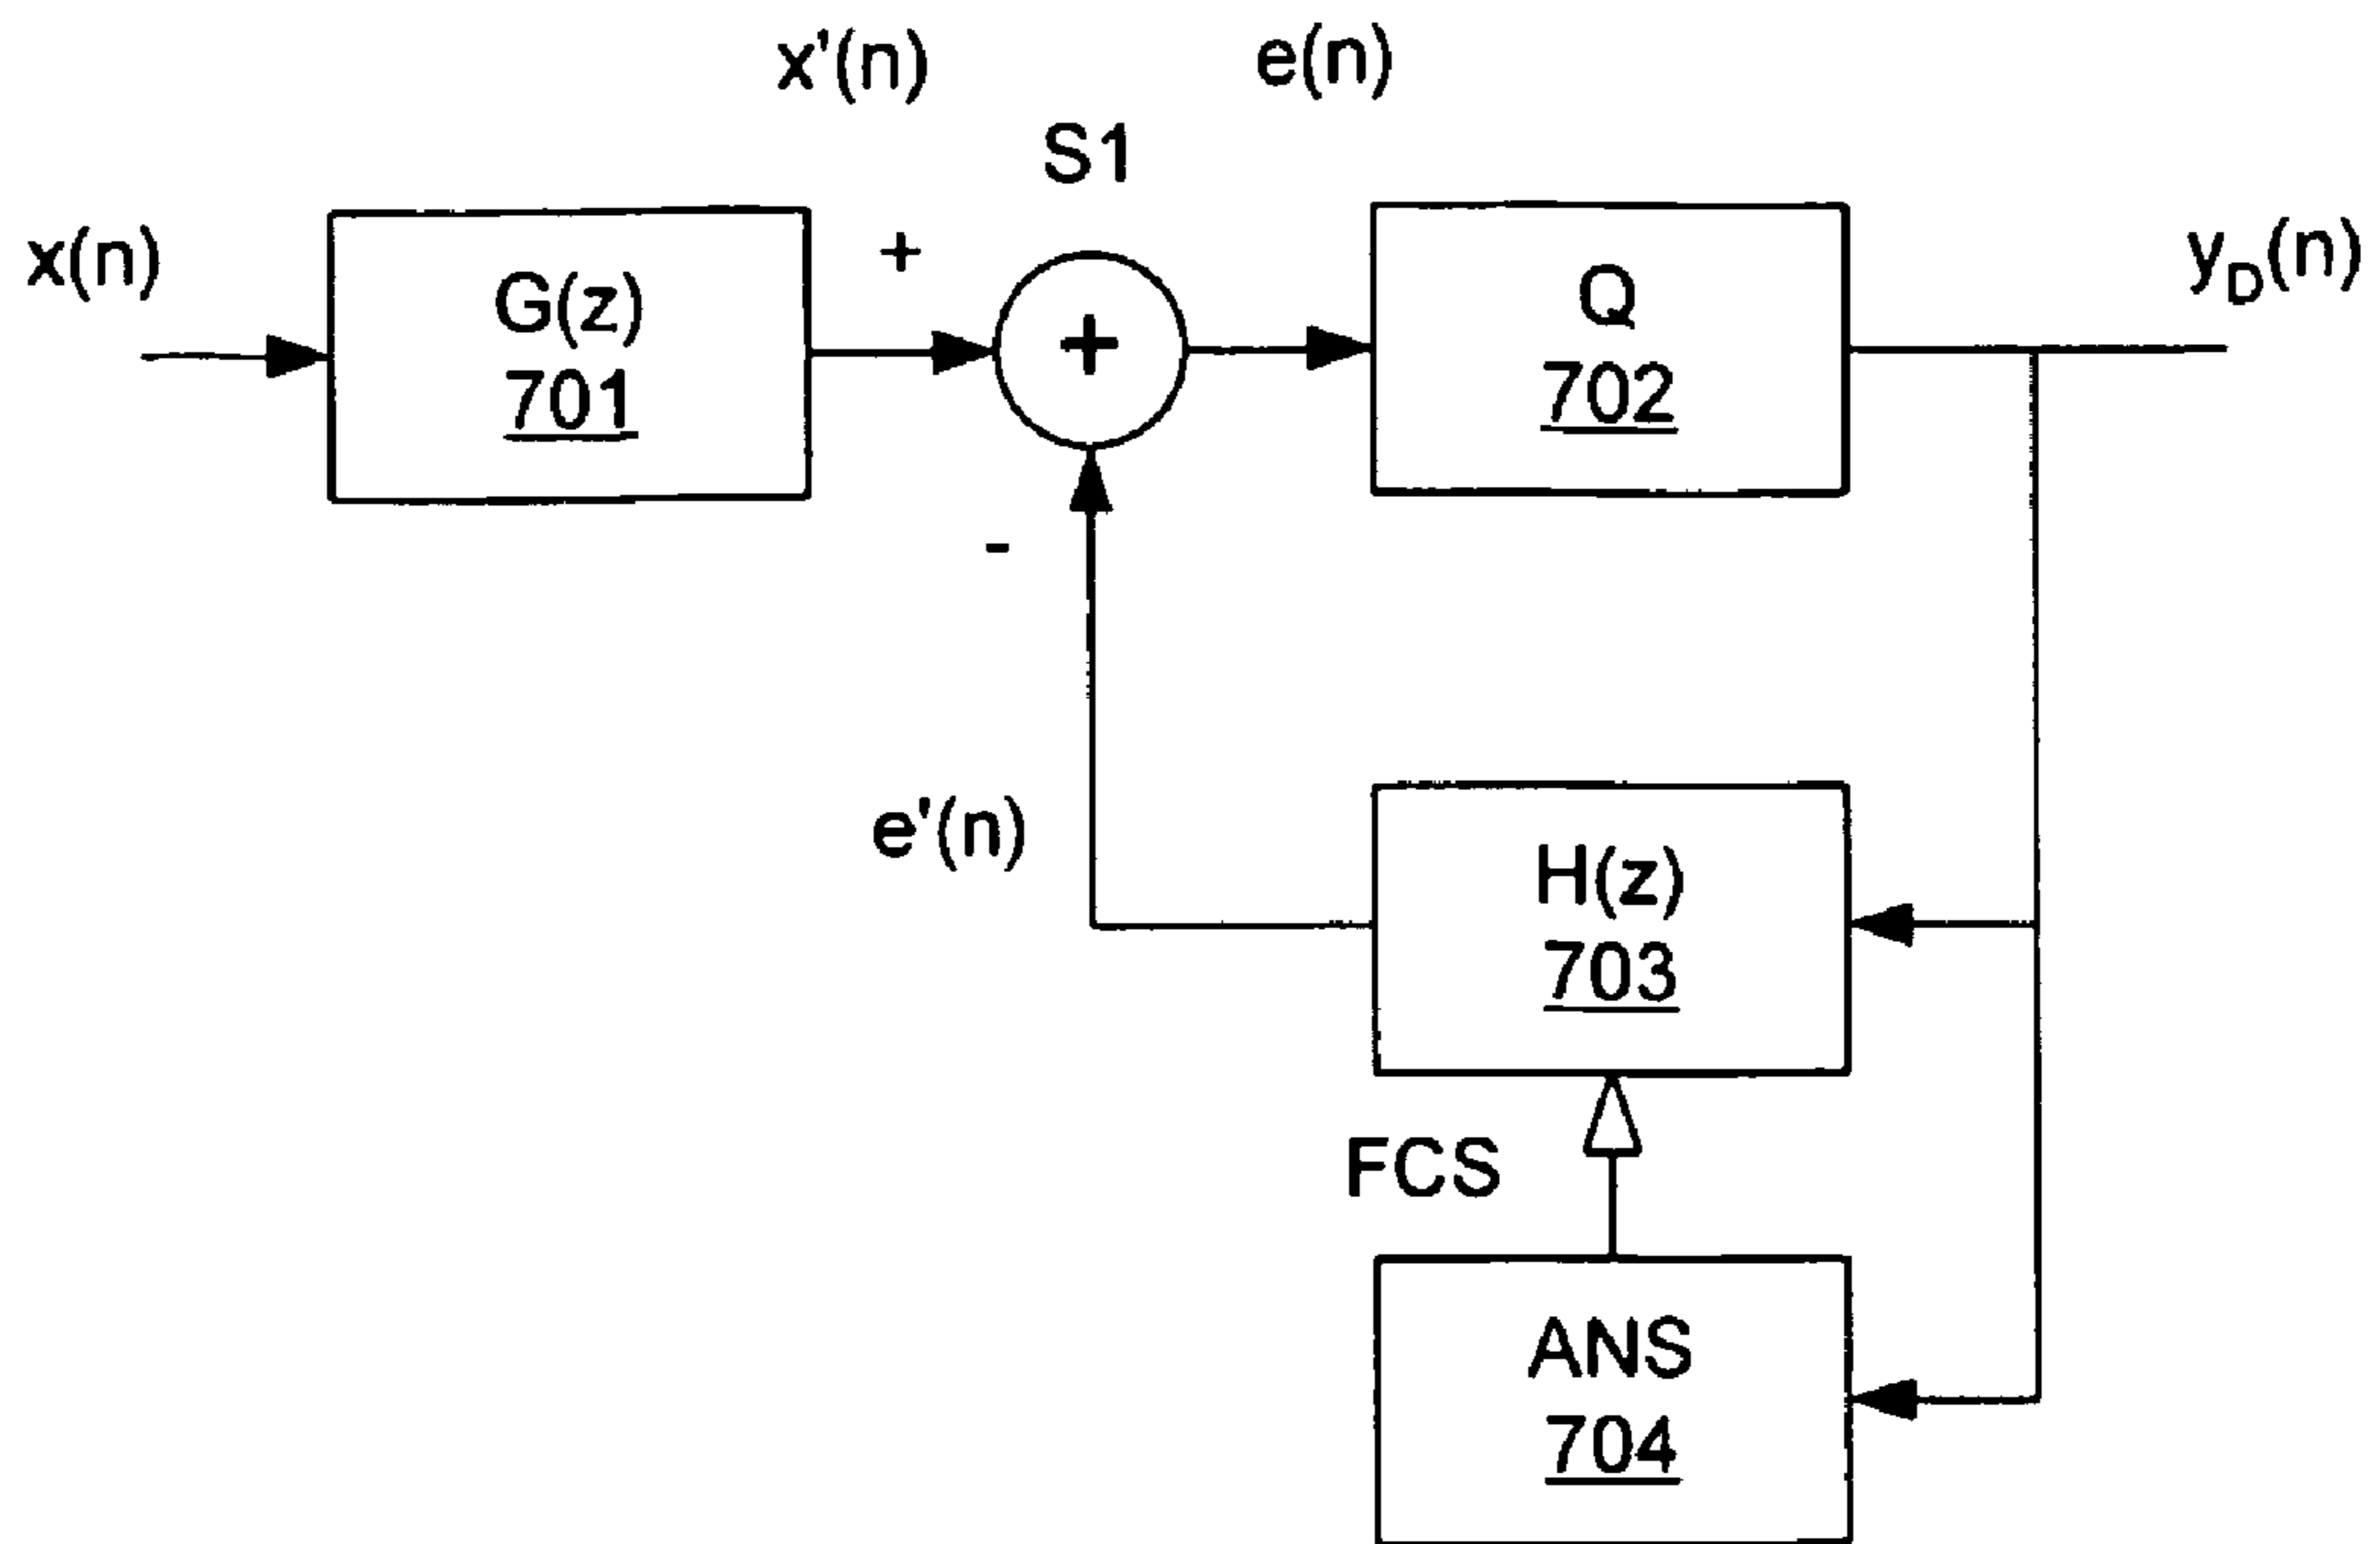 x'(n)
e(n)
S1
x(n)
+
G(z)
701
+
Q
702
y_D(n)
-
e'(n)
H(z)
703
FCS
ANS
704